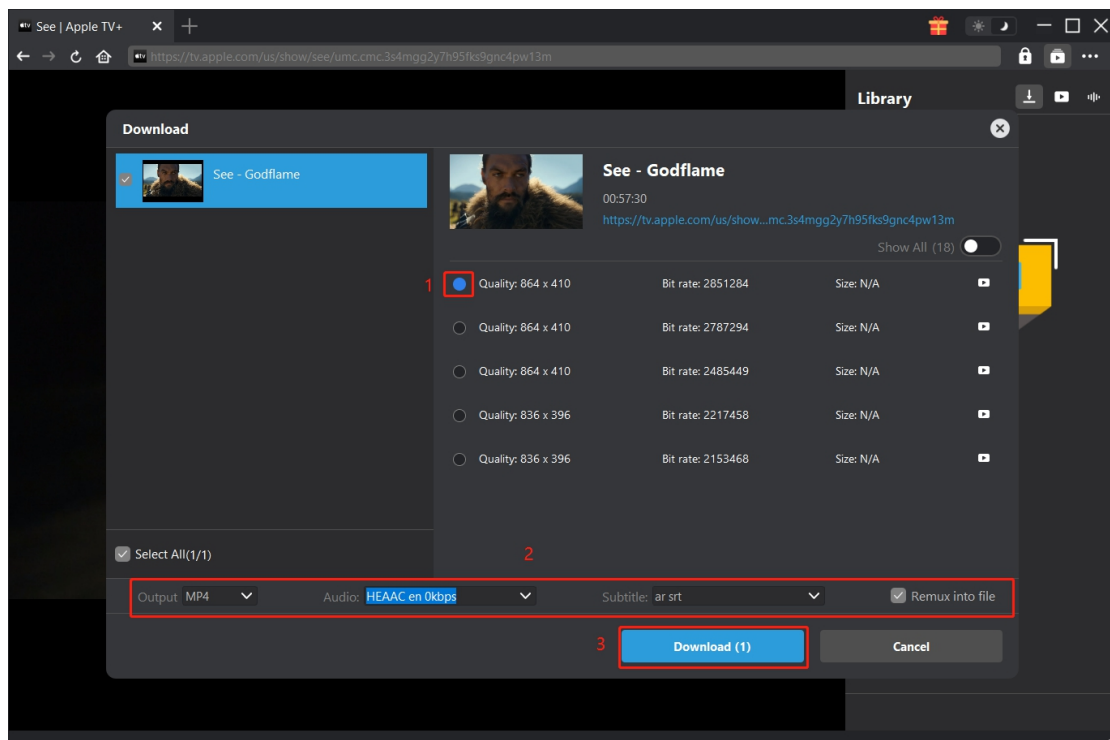 See | Apple TV+
https://tv.apple.com/us/show/see/umc.cmc.3s4mgg2y7h95fks9gnc4pw13m
Library
Download
See - Godflame
See - Godflame
00:57:30
https://tv.apple.com/us/show...mc.3s4mgg2y7h95fks9gnc4pw13m
Show All (18)
1 Quality: 864 x 410 Bit rate: 2851284 Size: N/A
Quality: 864 x 410 Bit rate: 2787294 Size: N/A
Quality: 864 x 410 Bit rate: 2485449 Size: N/A
Quality: 836 x 396 Bit rate: 2217458 Size: N/A
Quality: 836 x 396 Bit rate: 2153468 Size: N/A
Select All(1/1)
2
Output MP4 Audio: HEAAC en 0kbps Subtitle: ar srt Remux into file
3 Download (1) Cancel